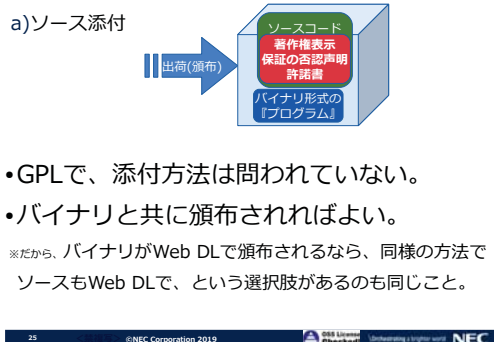 a)ソース添付
ソースコード
著作権表示
保証の否認声明
許諾書
出荷(頒布)
バイナリ形式の
『プログラム』
•GPLで、添付方法は問われていない。
•バイナリと共に頒布されればよい。
※だから、バイナリがWeb DLで頒布されるなら、同様の方法で
ソースもWeb DLで、という選択肢があるのも同じこと。
25
©NEC Corporation 2019
OSS License
Checked!
\Orchestrating a brighter world
NEC